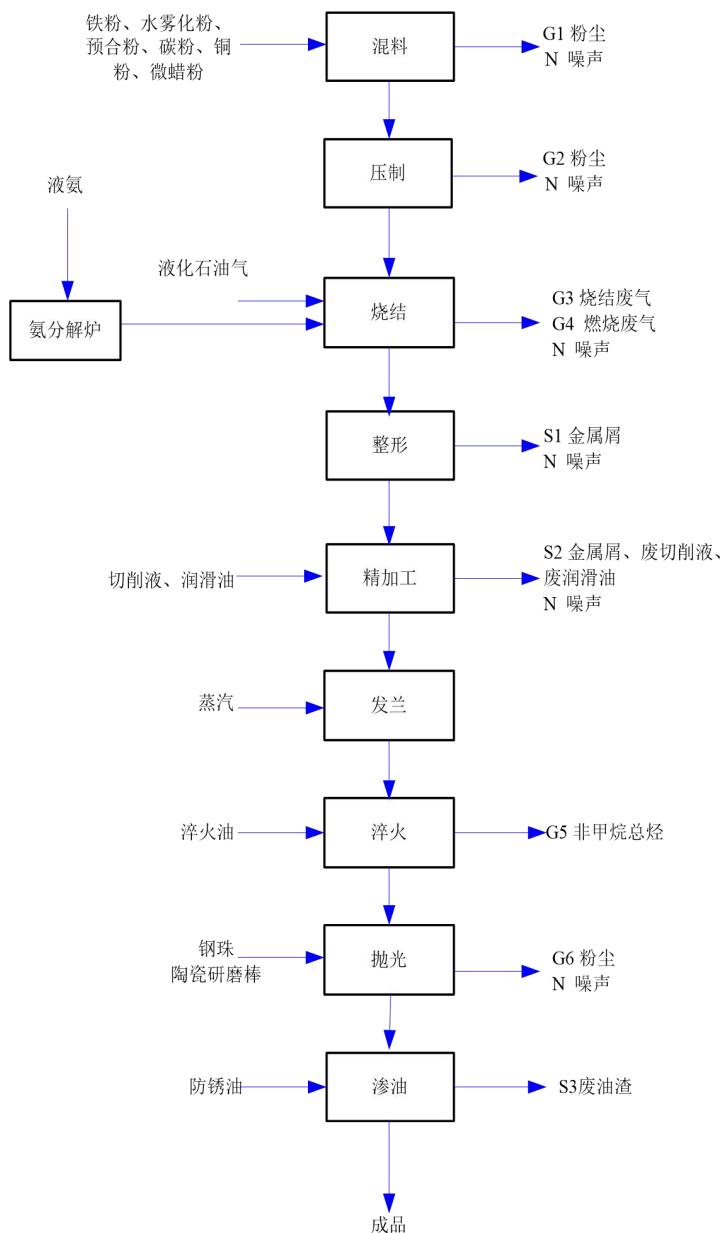 铁粉、水雾化粉、
预合粉、碳粉、铜
粉、微蜡粉
混料
G1 粉尘
N 噪声
压制
G2 粉尘
N 噪声
液氨
液化石油气
氨分解炉
烧结
G3 烧结废气
G4 燃烧废气
N 噪声
整形
S1 金属屑
N 噪声
切削液、润滑油
精加工
S2 金属屑、废切削液、
废润滑油
N 噪声
蒸汽
发兰
淬火油
淬火
G5 非甲烷总烃
钢珠
陶瓷研磨棒
抛光
G6 粉尘
N 噪声
防锈油
渗油
S3废油渣
成品